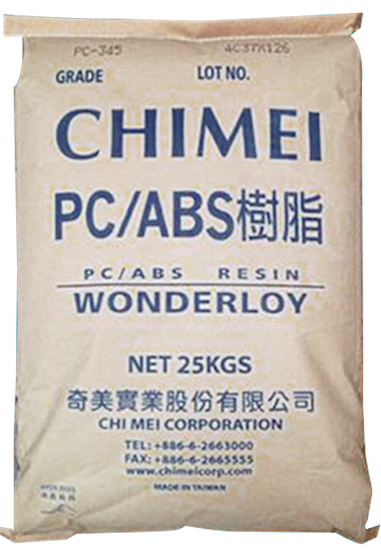 PC-345 4C37X126
GRADE LOT NO.
CHIMEI
PC/ABS樹脂
PC/ABS RESIN
WONDERLOY
NET 25KGS
奇美實業股份有限公司
CHI MEI CORPORATION
TEL: +886-6-2663000
FAX: +886-6-2665555
www.chimeicorp.com
MADE IN TAIWAN